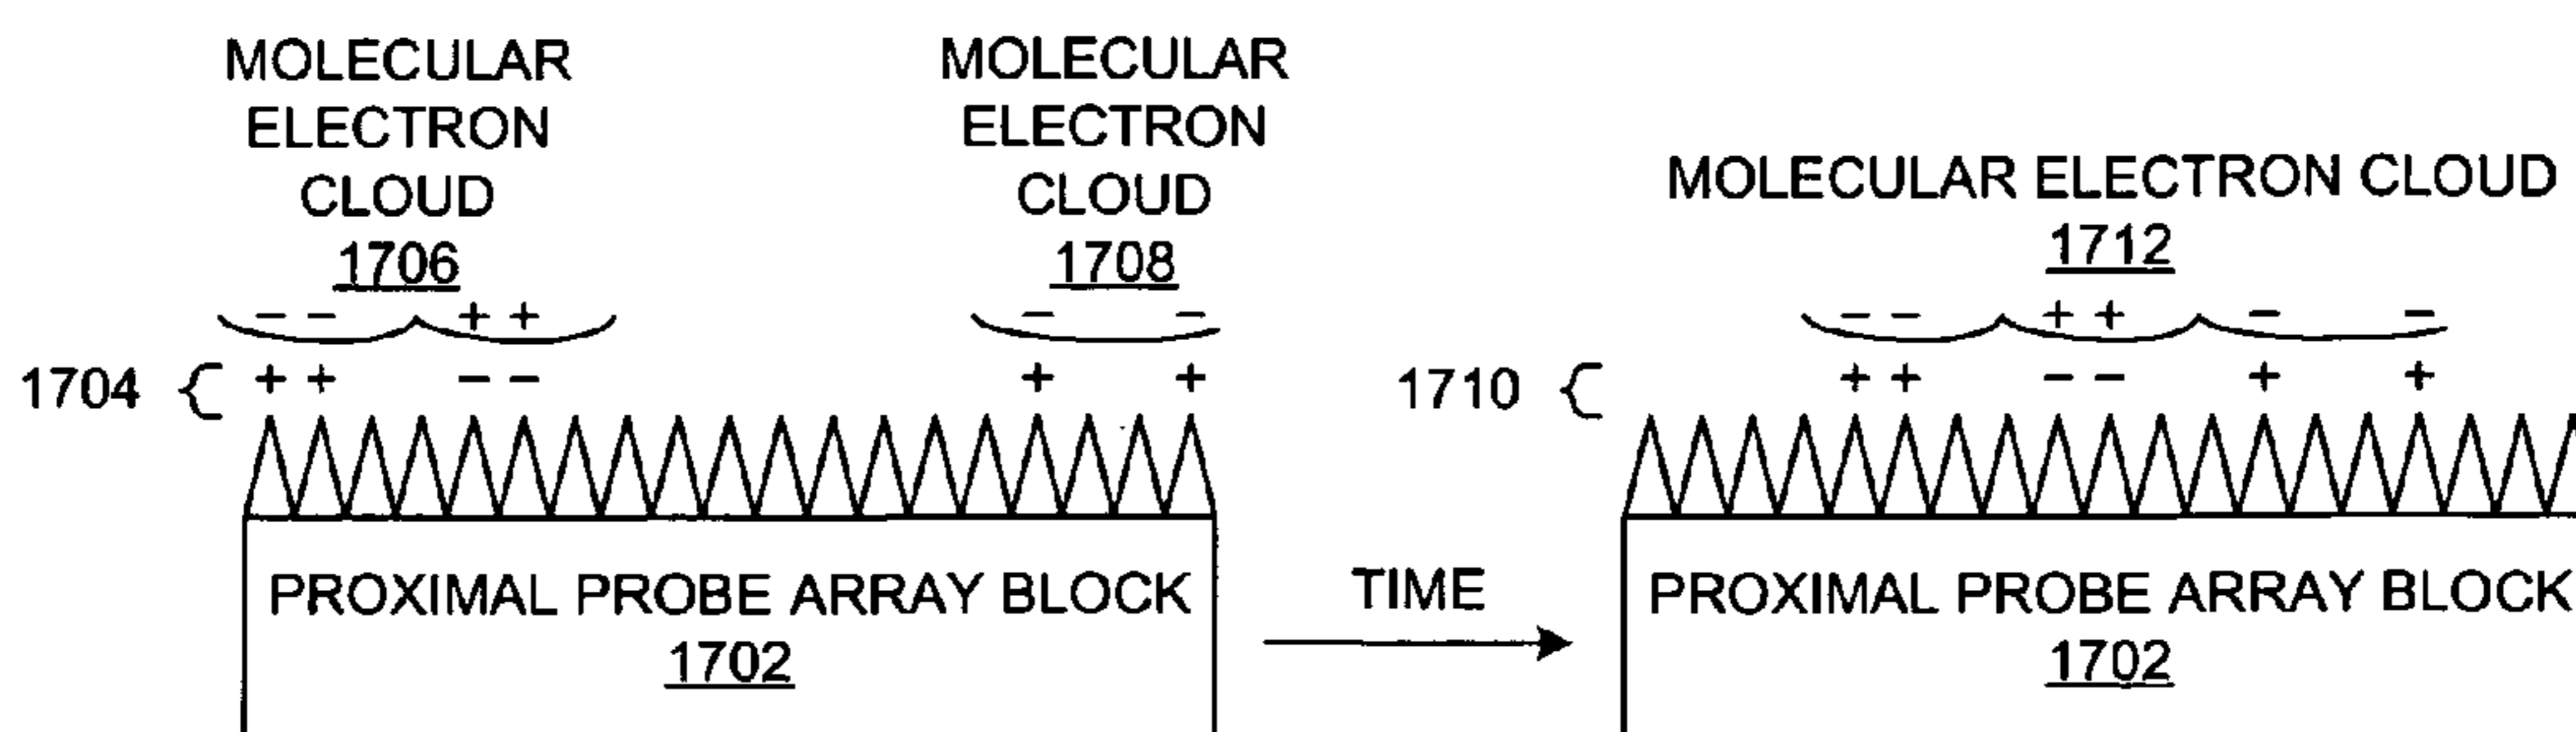 MOLECULAR
ELECTRON
CLOUD
1706
MOLECULAR
ELECTRON
CLOUD
1708
MOLECULAR ELECTRON CLOUD
1712
− − + +
− −
− − + + − −
1704 { + + − −
+ +
1710 { + + − − + +
PROXIMAL PROBE ARRAY BLOCK
1702
TIME
PROXIMAL PROBE ARRAY BLOCK
1702